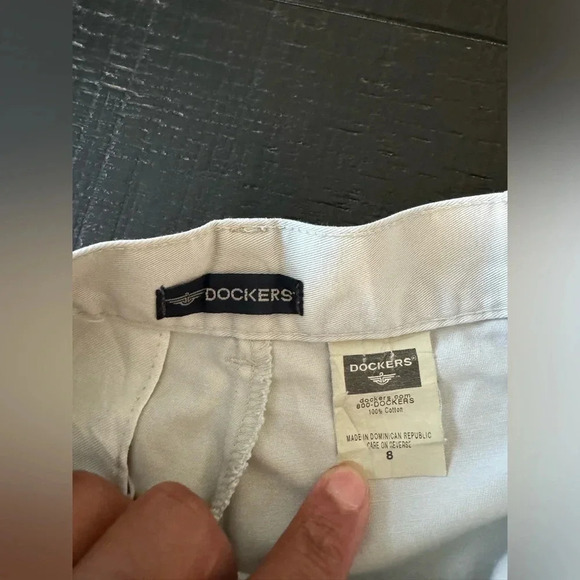 DOCKERS
DOCKERS®
dockers.com
800-DOCKERS
100% Cotton
MADE IN DOMINICAN REPUBLIC
CARE ON REVERSE
8